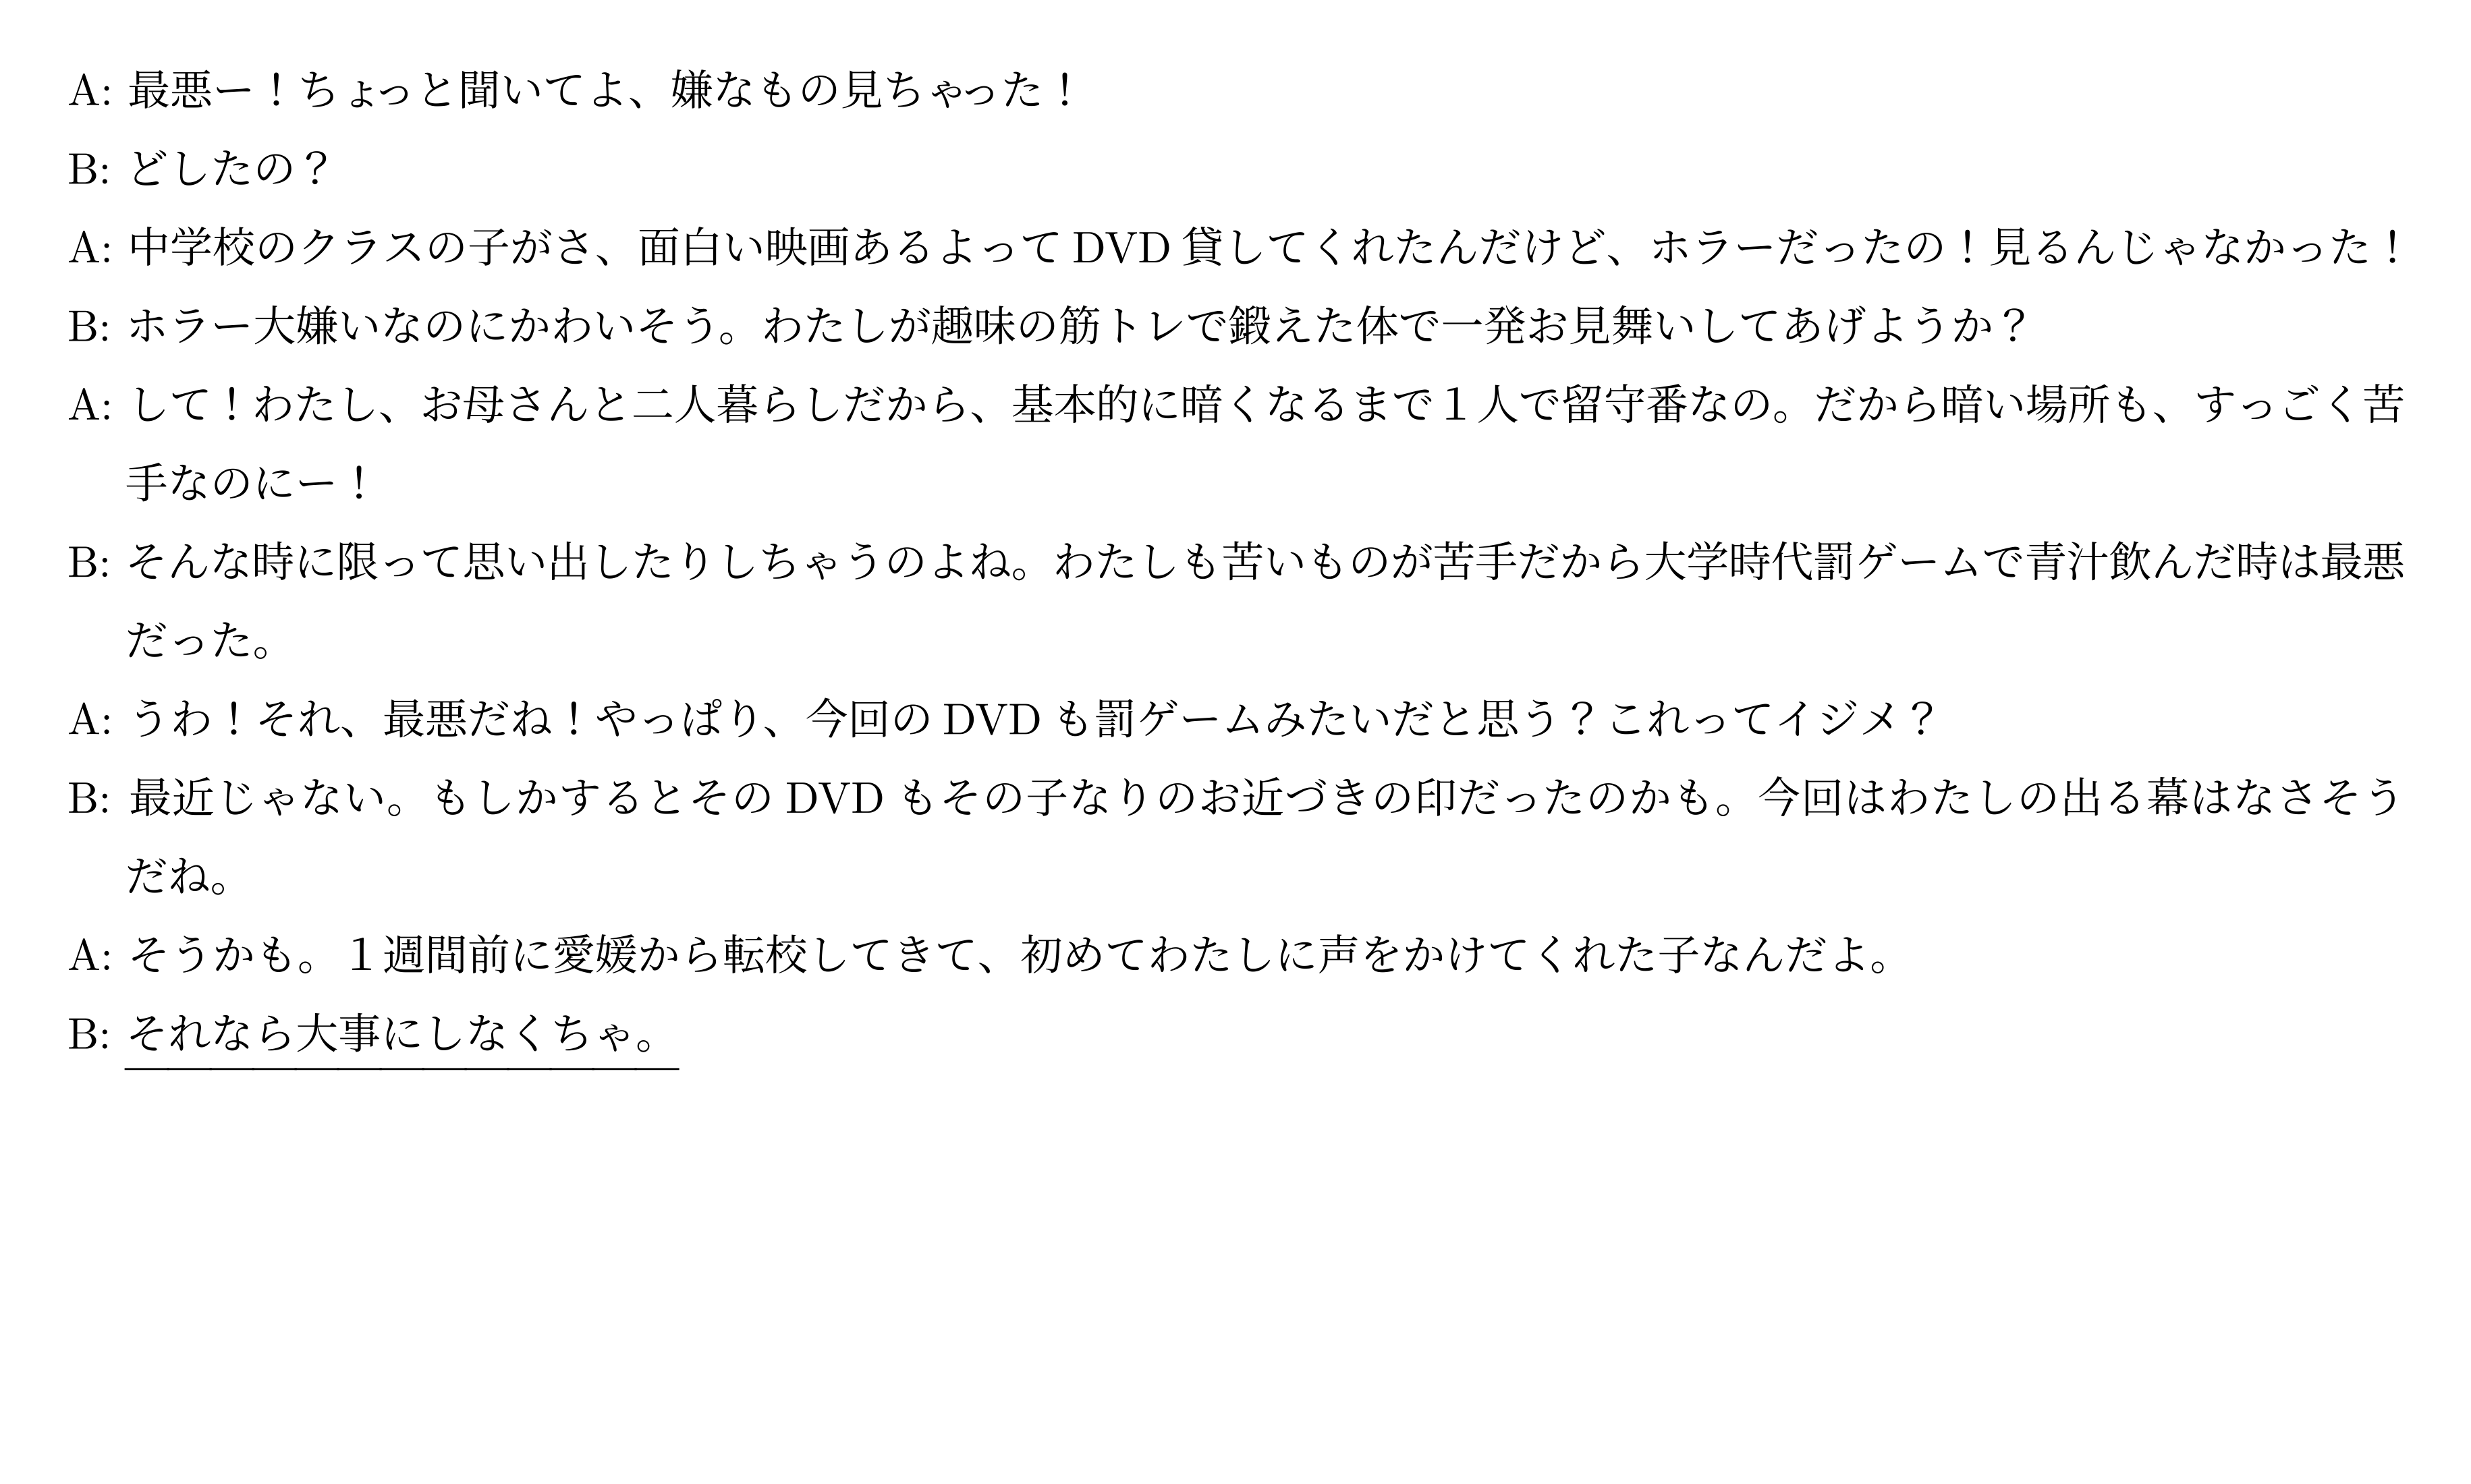 A: 最悪ー！ちょっと聞いてよ、嫌なもの見ちゃった！
B: どしたの？
A: 中学校のクラスの子がさ、面白い映画あるよって DVD 貸してくれたんだけど、ホラーだったの！見るんじゃなかった！
B: ホラー大嫌いなのにかわいそう。わたしが趣味の筋トレで鍛えた体で一発お見舞いしてあげようか？
A: して！わたし、お母さんと二人暮らしだから、基本的に暗くなるまで 1 人で留守番なの。だから暗い場所も、すっごく苦
手なのにー！
B: そんな時に限って思い出したりしちゃうのよね。わたしも苦いものが苦手だから大学時代罰ゲームで青汁飲んだ時は最悪
だった。
A: うわ！それ、最悪だね！やっぱり、今回の DVD も罰ゲームみたいだと思う？これってイジメ？
B: 最近じゃない。もしかするとその DVD もその子なりのお近づきの印だったのかも。今回はわたしの出る幕はなさそう
だね。
A: そうかも。1 週間前に愛媛から転校してきて、初めてわたしに声をかけてくれた子なんだよ。
B: それなら大事にしなくちゃ。